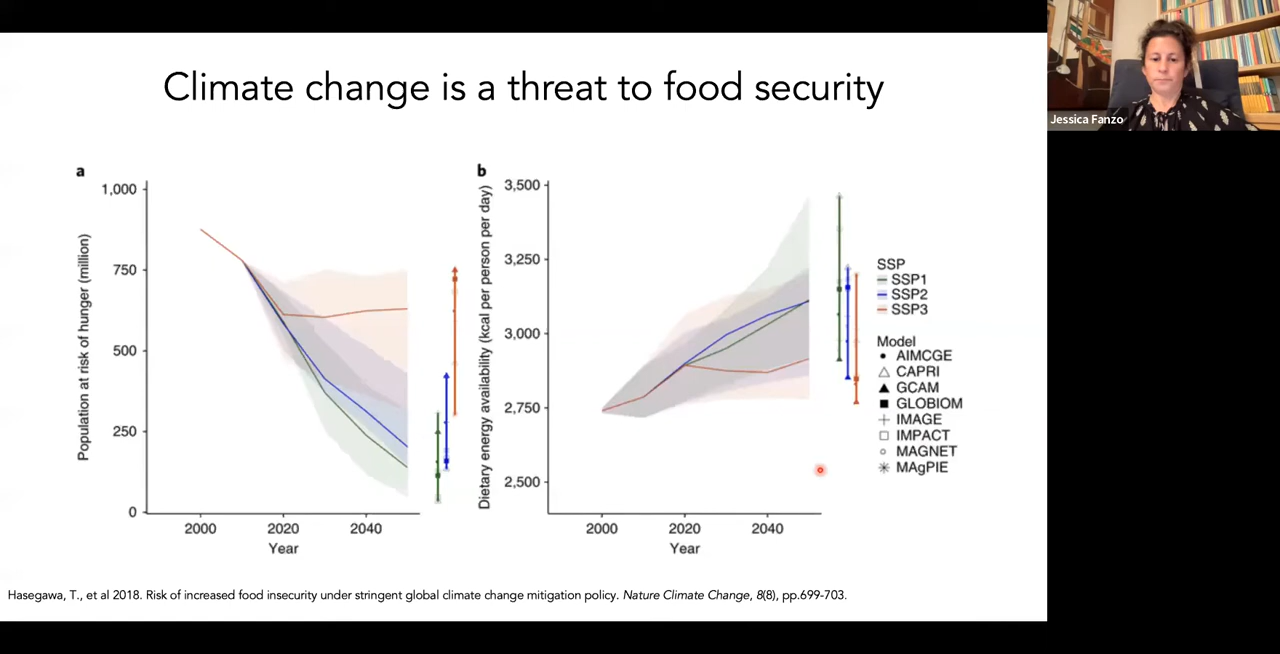 Climate change is a threat to food security
Jessica Fanzo
a
Population at risk of hunger (million)
1,000
750
500
250
0
2000
2020
2040
Year
b
Dietary energy availability (kcal per person per day)
3,500
3,250
3,000
2,750
2,500
2000
2020
2040
Year
SSP
SSP1
SSP2
SSP3
Model
AIMCGE
CAPRI
GCAM
GLOBIOM
IMAGE
IMPACT
MAGNET
MAgPIE
Hasegawa, T., et al 2018. Risk of increased food insecurity under stringent global climate change mitigation policy. Nature Climate Change, 8(8), pp.699-703.